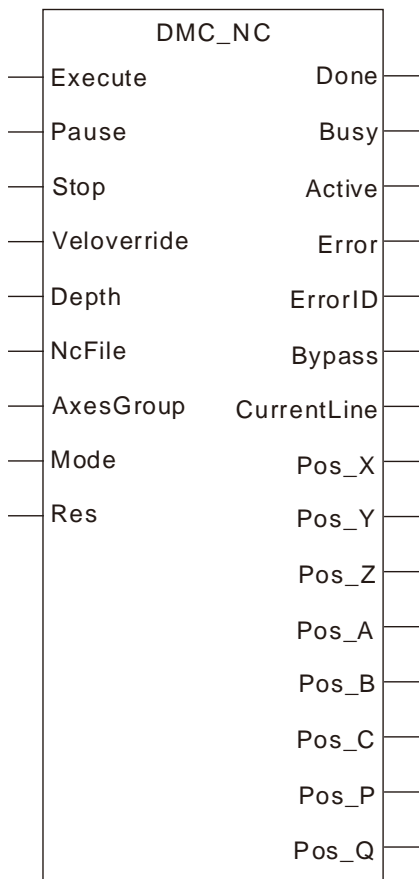 DMC_NC
Execute Done
Pause Busy
Stop Active
Veloverride Error
Depth ErrorID
NcFile Bypass
AxesGroup CurrentLine
Mode Pos_X
Res Pos_Y
Pos_Z
Pos_A
Pos_B
Pos_C
Pos_P
Pos_Q